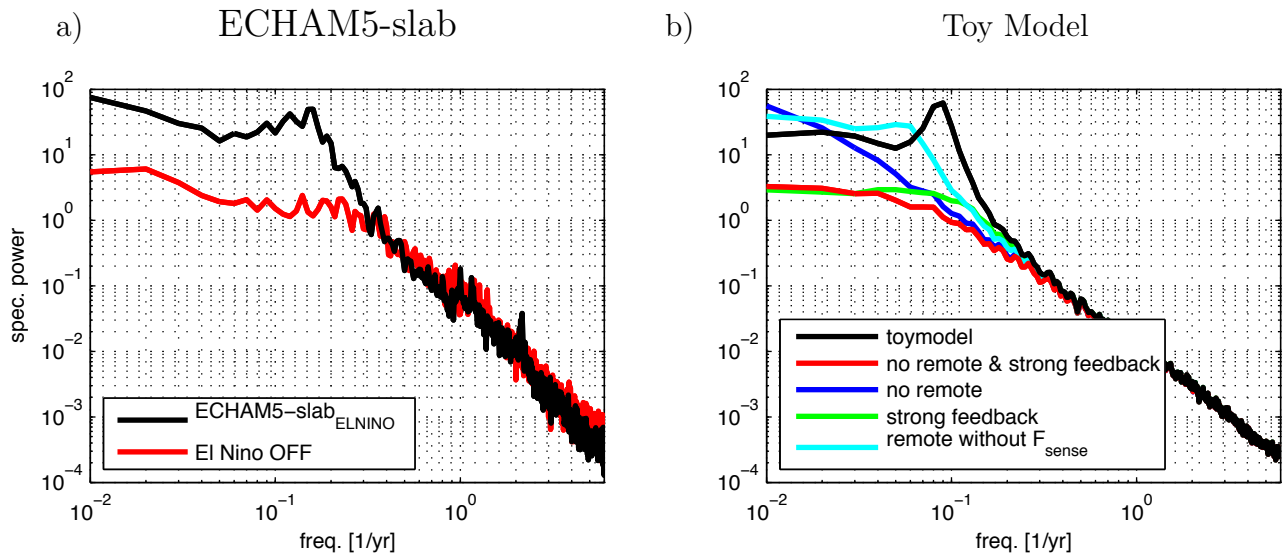 a) ECHAM5-slab
b) Toy Model
spec. power
10^2
10^1
10^0
10^-1
10^-2
10^-3
10^-4
ECHAM5-slab_ELNINO
El Nino OFF
10^-2 10^-1 10^0
freq. [1/yr]
10^2
10^1
10^0
10^-1
10^-2
10^-3
10^-4
toymodel
no remote & strong feedback
no remote
strong feedback
remote without F_sense
10^-2 10^-1 10^0
freq. [1/yr]